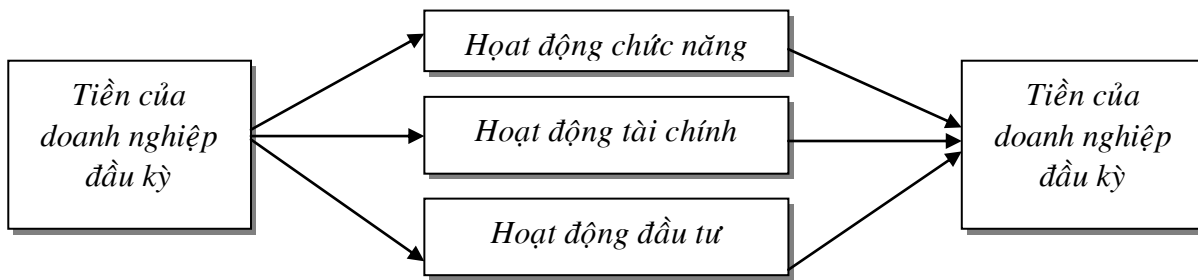 Tiền của
doanh nghiệp
đầu kỳ
Họat động chức năng
Hoạt động tài chính
Hoạt động đầu tư
Tiền của
doanh nghiệp
đầu kỳ